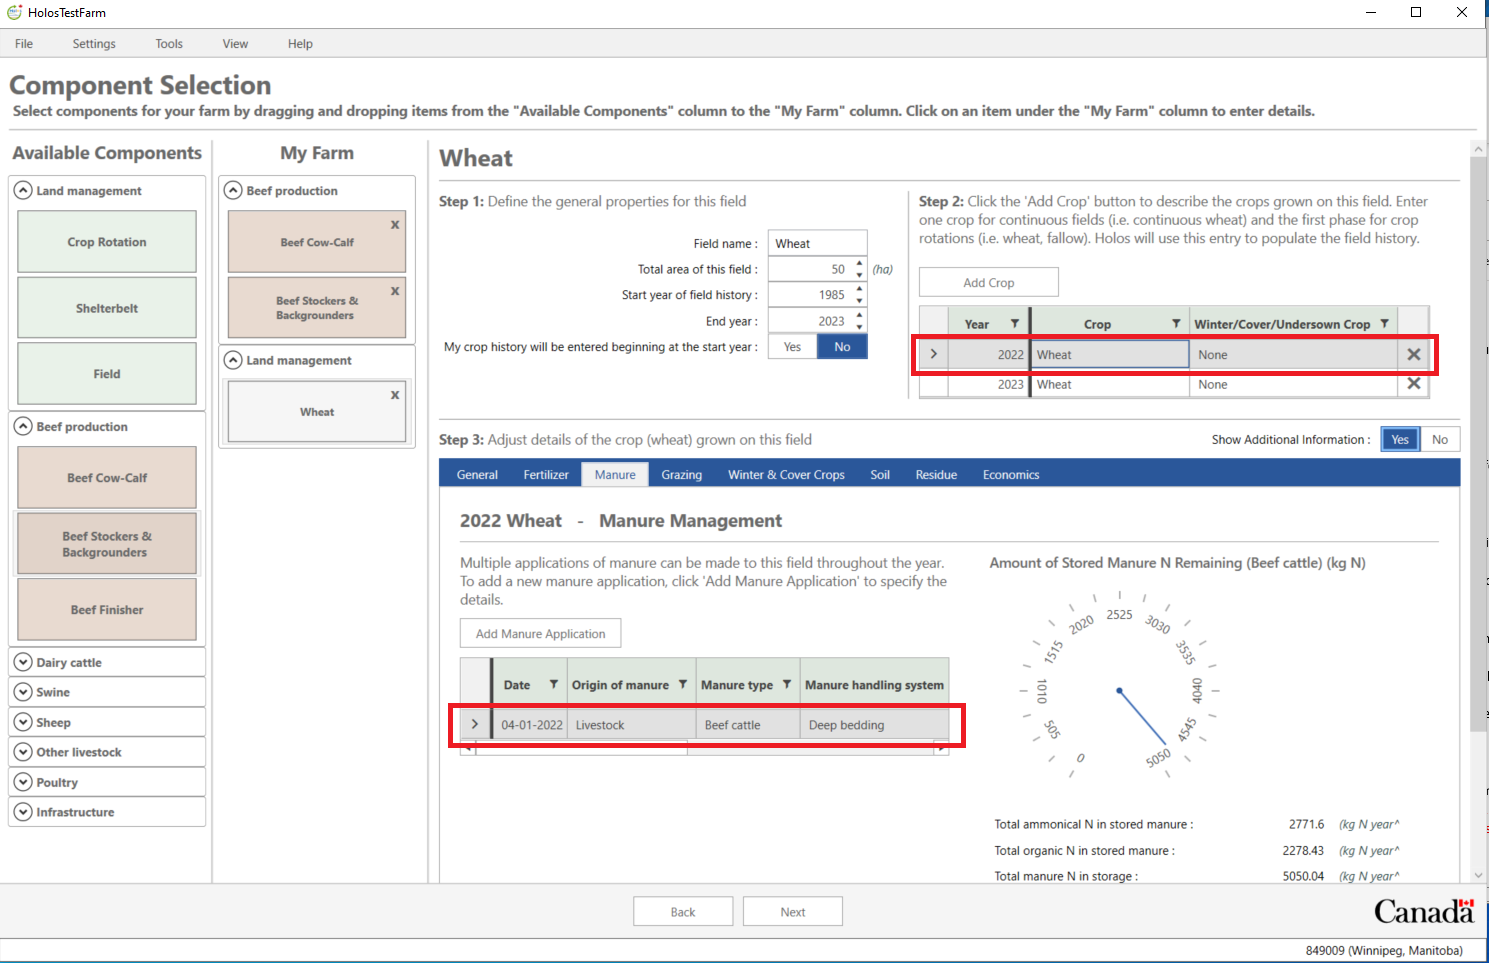 HolosTestFarm
File Settings Tools View Help
Component Selection
Select components for your farm by dragging and dropping items from the "Available Components" column to the "My Farm" column. Click on an item under the "My Farm" column to enter details.
Available Components
Land management
Crop Rotation
Shelterbelt
Field
Beef production
Beef Cow-Calf
Beef Stockers &
Backgrounders
Beef Finisher
Dairy cattle
Swine
Sheep
Other livestock
Poultry
Infrastructure
My Farm
Beef production
Beef Cow-Calf x
Beef Stockers &
Backgrounders x
Land management
Wheat x
Wheat
Step 1: Define the general properties for this field
Field name : Wheat
Total area of this field : 50 (ha)
Start year of field history : 1985
End year : 2023
My crop history will be entered beginning at the start year : Yes No
Step 2: Click the 'Add Crop' button to describe the crops grown on this field. Enter
one crop for continuous fields (i.e. continuous wheat) and the first phase for crop
rotations (i.e. wheat, fallow). Holos will use this entry to populate the field history.
Add Crop
Year Crop Winter/Cover/Undersown Crop
2022 Wheat None
2023 Wheat None
Step 3: Adjust details of the crop (wheat) grown on this field
Show Additional Information : Yes No
General Fertilizer Manure Grazing Winter & Cover Crops Soil Residue Economics
2022 Wheat - Manure Management
Multiple applications of manure can be made to this field throughout the year.
To add a new manure application, click 'Add Manure Application' to specify the
details.
Add Manure Application
Date Origin of manure Manure type Manure handling system
04-01-2022 Livestock Beef cattle Deep bedding
Amount of Stored Manure N Remaining (Beef cattle) (kg N)
0
505
1010
1515
2020
2525
3030
3535
4040
4545
5050
Total ammonical N in stored manure : 2771.6 (kg N year^
Total organic N in stored manure : 2278.43 (kg N year^
Total manure N in storage : 5050.04 (kg N year^
Back Next
Canada
849009 (Winnipeg, Manitoba)